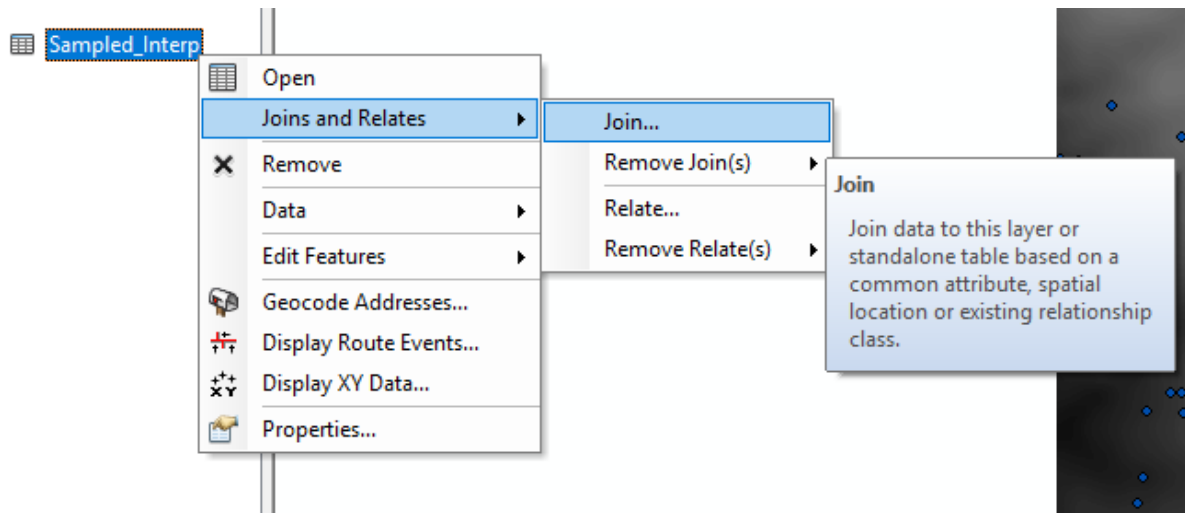 Sampled_Interp
Open
Joins and Relates
Remove
Data
Edit Features
Geocode Addresses...
Display Route Events...
Display XY Data...
Properties...
Join...
Remove Join(s)
Relate...
Remove Relate(s)
Join
Join data to this layer or
standalone table based on a
common attribute, spatial
location or existing relationship
class.